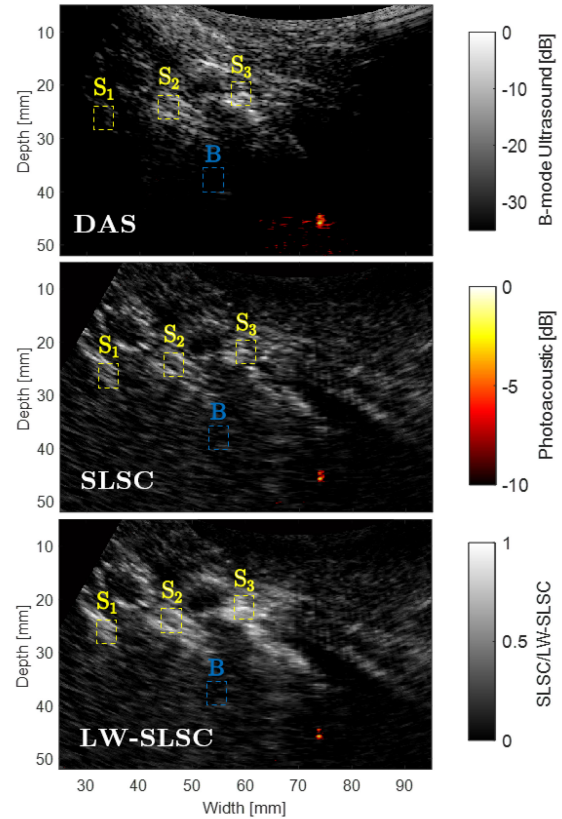 10
20
30
40
50
Depth [mm]
S1
S2
S3
B
DAS
0
-10
-20
-30
B-mode Ultrasound [dB]
10
20
30
40
50
Depth [mm]
S1
S2
S3
B
SLSC
0
-5
-10
Photoacoustic [dB]
10
20
30
40
50
Depth [mm]
S1
S2
S3
B
LW-SLSC
1
0.5
0
SLSC/LW-SLSC
30 40 50 60 70 80 90
Width [mm]